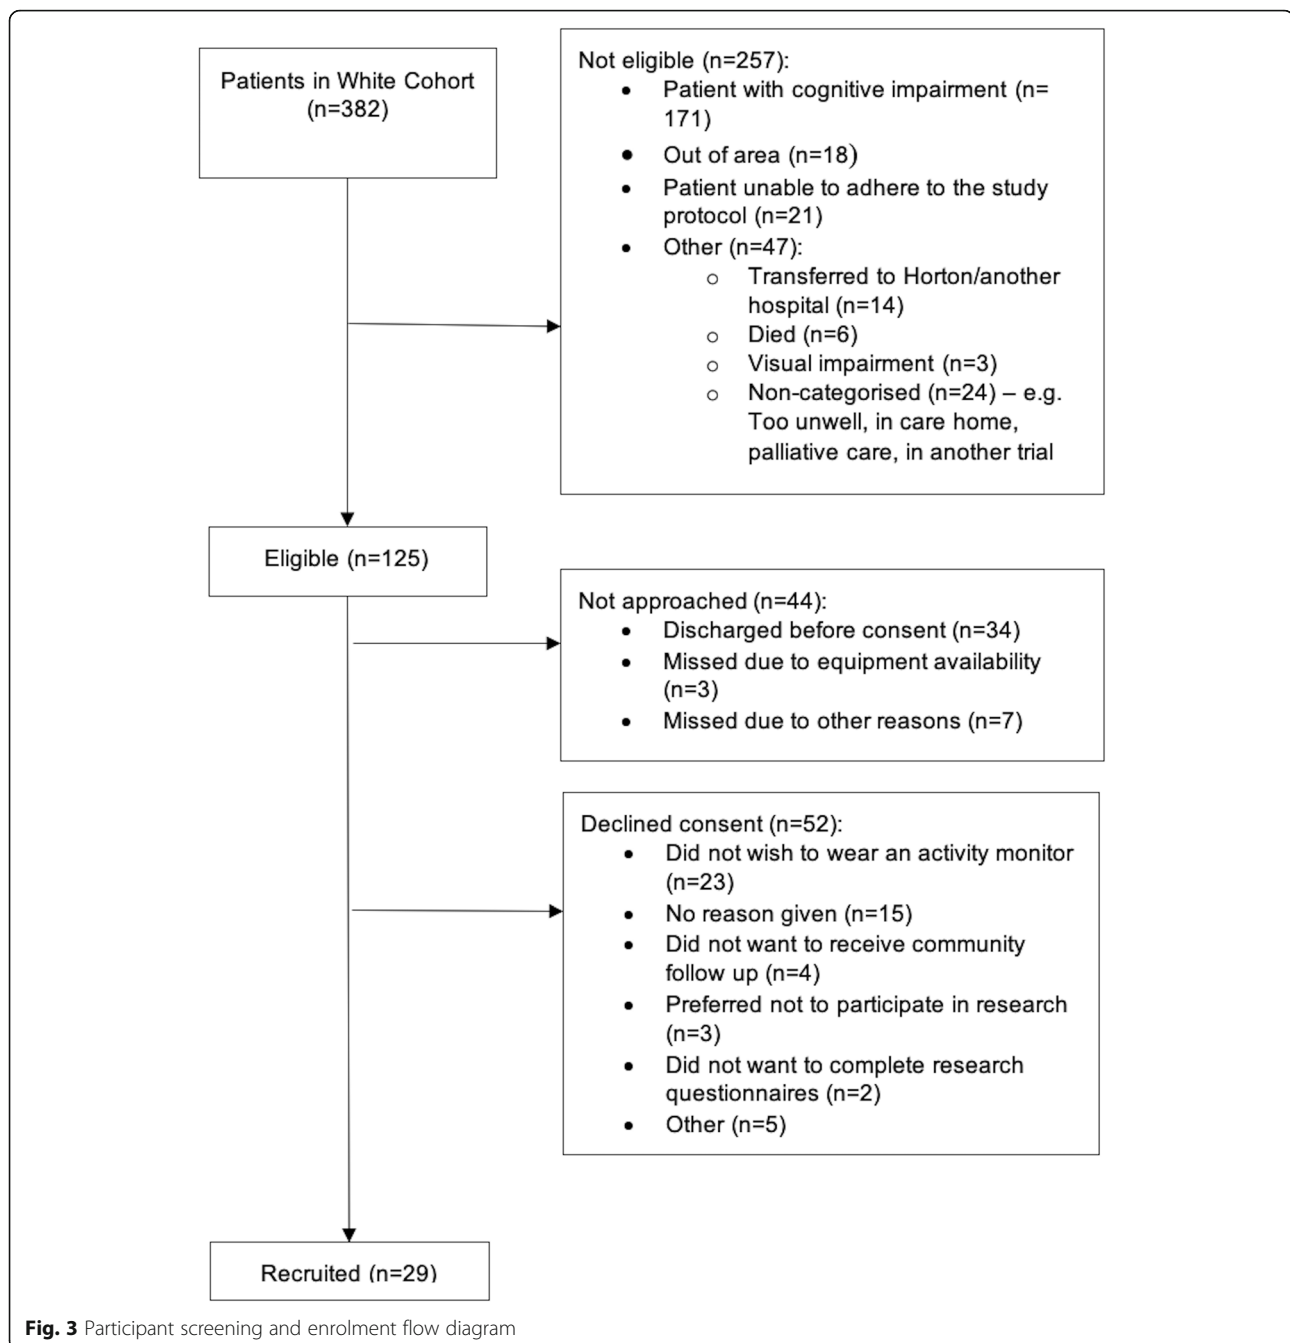 Patients in White Cohort
(n=382)
Not eligible (n=257):
• Patient with cognitive impairment (n=
171)
• Out of area (n=18)
• Patient unable to adhere to the study
protocol (n=21)
• Other (n=47):
o Transferred to Horton/another
hospital (n=14)
o Died (n=6)
o Visual impairment (n=3)
o Non-categorised (n=24) – e.g.
Too unwell, in care home,
palliative care, in another trial
Eligible (n=125)
Not approached (n=44):
• Discharged before consent (n=34)
• Missed due to equipment availability
(n=3)
• Missed due to other reasons (n=7)
Declined consent (n=52):
• Did not wish to wear an activity monitor
(n=23)
• No reason given (n=15)
• Did not want to receive community
follow up (n=4)
• Preferred not to participate in research
(n=3)
• Did not want to complete research
questionnaires (n=2)
• Other (n=5)
Recruited (n=29)
Fig. 3 Participant screening and enrolment flow diagram